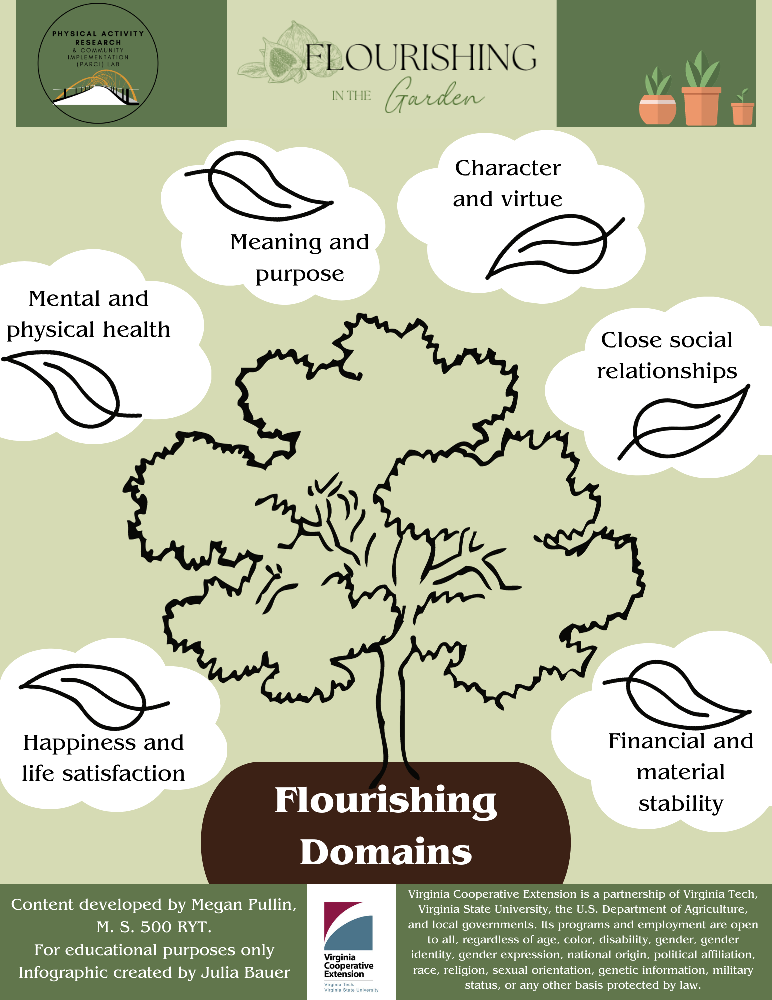 PHYSICAL ACTIVITY
RESEARCH
& COMMUNITY
IMPLEMENTATION
(PARCI) LAB
FLOURISHING
IN THE Garden
Meaning and
purpose
Character
and virtue
Mental and
physical health
Close social
relationships
Happiness and
life satisfaction
Financial and
material
stability
Flourishing
Domains
Content developed by Megan Pullin,
M. S. 500 RYT.
For educational purposes only
Infographic created by Julia Bauer
Virginia
Cooperative
Extension
Virginia Tech.
Virginia State University
Virginia Cooperative Extension is a partnership of Virginia Tech,
Virginia State University, the U.S. Department of Agriculture,
and local governments. Its programs and employment are open
to all, regardless of age, color, disability, gender, gender
identity, gender expression, national origin, political affiliation,
race, religion, sexual orientation, genetic information, military
status, or any other basis protected by law.